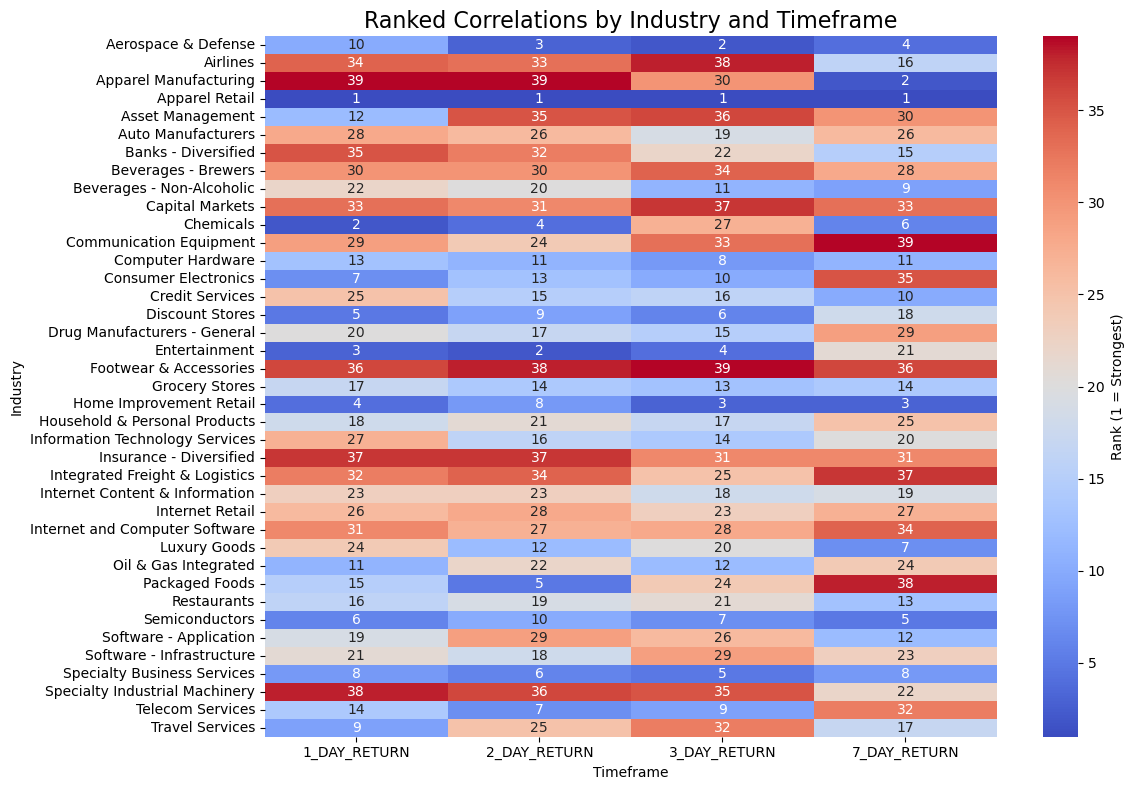 Ranked Correlations by Industry and Timeframe
Aerospace & Defense 10 3 2 4
Airlines 34 33 38 16
Apparel Manufacturing 39 39 30 2
Apparel Retail 1 1 1 1
Asset Management 12 35 36 30
Auto Manufacturers 28 26 19 26
Banks - Diversified 35 32 22 15
Beverages - Brewers 30 30 34 28
Beverages - Non-Alcoholic 22 20 11 9
Capital Markets 33 31 37 33
Chemicals 2 4 27 6
Communication Equipment 29 24 33 39
Computer Hardware 13 11 8 11
Consumer Electronics 7 13 10 35
Credit Services 25 15 16 10
Discount Stores 5 9 6 18
Drug Manufacturers - General 20 17 15 29
Entertainment 3 2 4 21
Footwear & Accessories 36 38 39 36
Grocery Stores 17 14 13 14
Home Improvement Retail 4 8 3 3
Household & Personal Products 18 21 17 25
Information Technology Services 27 16 14 20
Insurance - Diversified 37 37 31 31
Integrated Freight & Logistics 32 34 25 37
Internet Content & Information 23 23 18 19
Internet Retail 26 28 23 27
Internet and Computer Software 31 27 28 34
Luxury Goods 24 12 20 7
Oil & Gas Integrated 11 22 12 24
Packaged Foods 15 5 24 38
Restaurants 16 19 21 13
Semiconductors 6 10 7 5
Software - Application 19 29 26 12
Software - Infrastructure 21 18 29 23
Specialty Business Services 8 6 5 8
Specialty Industrial Machinery 38 36 35 22
Telecom Services 14 7 9 32
Travel Services 9 25 32 17
1_DAY_RETURN 2_DAY_RETURN 3_DAY_RETURN 7_DAY_RETURN
Timeframe
Industry
35
30
25
20
15
10
5
Rank (1 = Strongest)